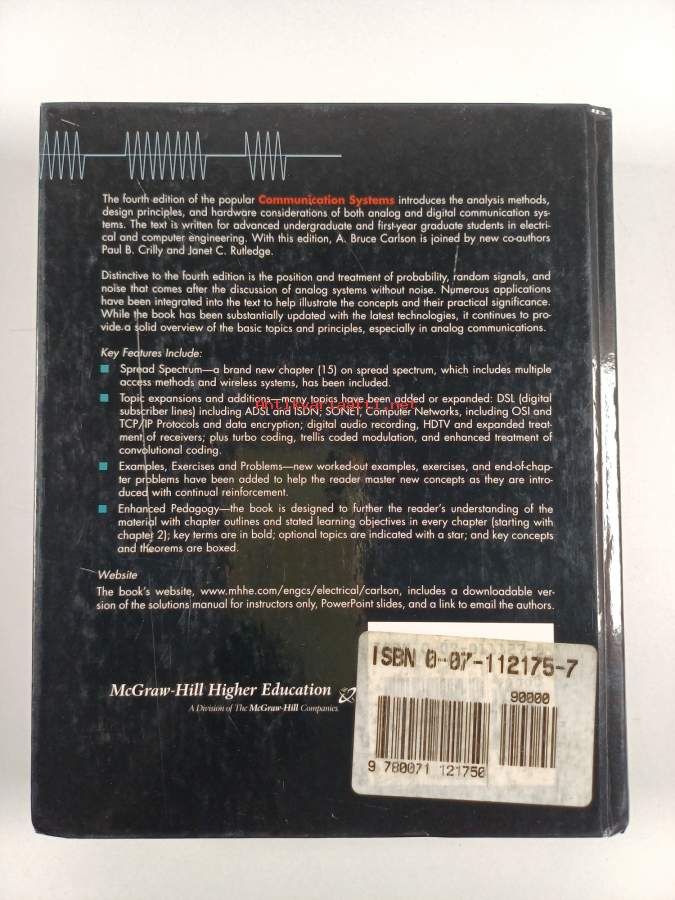 The fourth edition of the popular Communication Systems introduces the analysis methods,
design principles, and hardware considerations of both analog and digital communication sys-
tems. The text is written for advanced undergraduate and first-year graduate students in electri-
cal and computer engineering. With this edition, A. Bruce Carlson is joined by new co-authors
Paul B. Crilly and Janet C. Rutledge.
Distinctive to the fourth edition is the position and treatment of probability, random signals, and
noise that comes after the discussion of analog systems without noise. Numerous applications
have been integrated into the text to help illustrate the concepts and their practical significance.
While the book has been substantially updated with the latest technologies, it continues to pro-
vide a solid overview of the basic topics and principles, especially in analog communications.
Key Features Include:
Spread Spectrum—a brand new chapter (15) on spread spectrum, which includes multiple
access methods and wireless systems, has been included.
Topic expansions and additions—many topics have been added or expanded: DSL (digital
antikvariaatti.net
subscriber lines) including ADSL and ISDN; SONET; Computer Networks, including OSI and
TCP/IP Protocols and data encryption; digital audio recording, HDTV and expanded treat-
ment of receivers; plus turbo coding, trellis coded modulation, and enhanced treatment of
convolutional coding.
Examples, Exercises and Problems—new worked-out examples, exercises, and end-of-chap-
ter problems have been added to help the reader master new concepts as they are intro-
duced with continual reinforcement.
Enhanced Pedagogy—the book is designed to further the reader's understanding of the
material with chapter outlines and stated learning objectives in every chapter (starting with
chapter 2); key terms are in bold; optional topics are indicated with a star; and key concepts
and theorems are boxed.
Website
The book's website, www.mhhe.com/engcs/electrical/carlson, includes a downloadable ver-
sion of the solutions manual for instructors only, PowerPoint slides, and a link to email the authors.
ISBN 0-07-112175-7
90000
McGraw-Hill Higher Education
A Division of The McGraw-Hill Companies
9 780071 121750